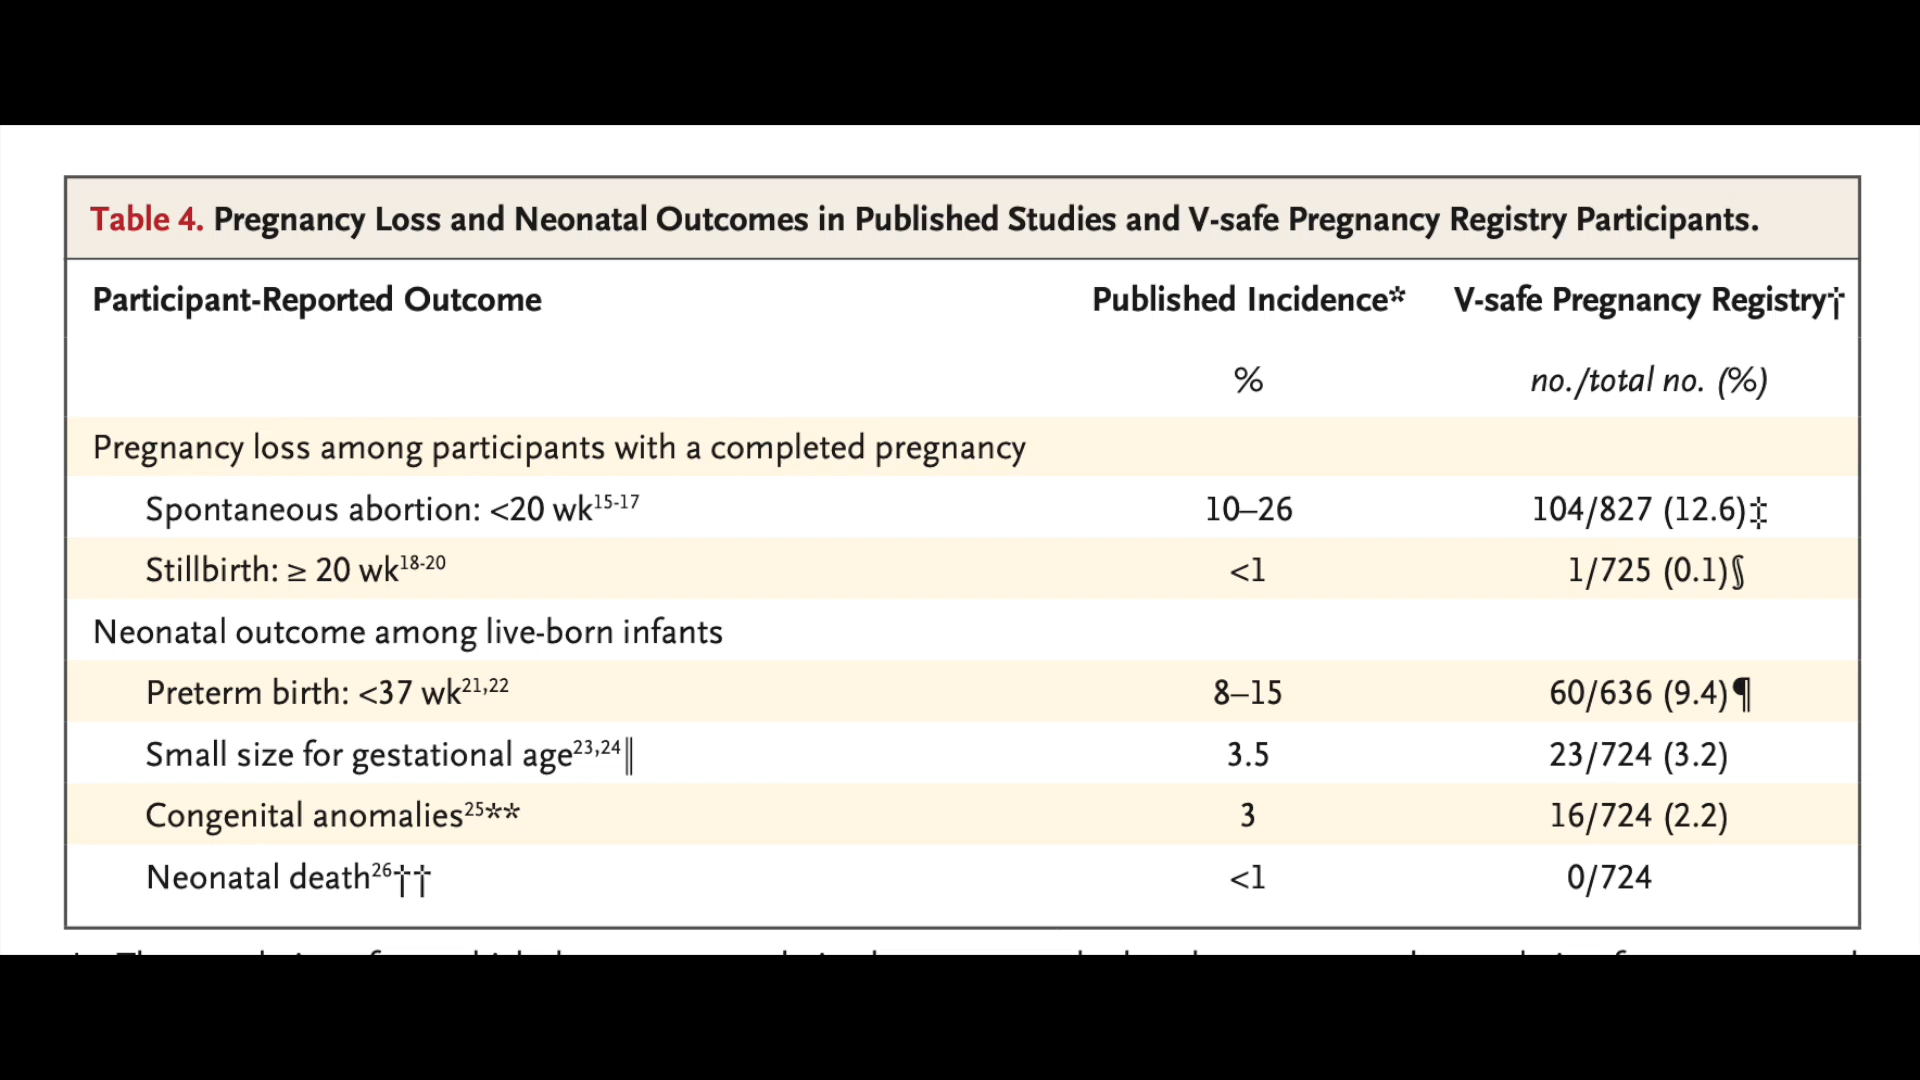 Table 4. Pregnancy Loss and Neonatal Outcomes in Published Studies and V-safe Pregnancy Registry Participants.
Participant-Reported Outcome Published Incidence* V-safe Pregnancy Registry†
% no./total no. (%)
Pregnancy loss among participants with a completed pregnancy
Spontaneous abortion: <20 wk15-17 10–26 104/827 (12.6)‡
Stillbirth: ≥ 20 wk18-20 <1 1/725 (0.1)§
Neonatal outcome among live-born infants
Preterm birth: <37 wk21,22 8–15 60/636 (9.4)¶
Small size for gestational age23,24‖ 3.5 23/724 (3.2)
Congenital anomalies25** 3 16/724 (2.2)
Neonatal death26†† <1 0/724